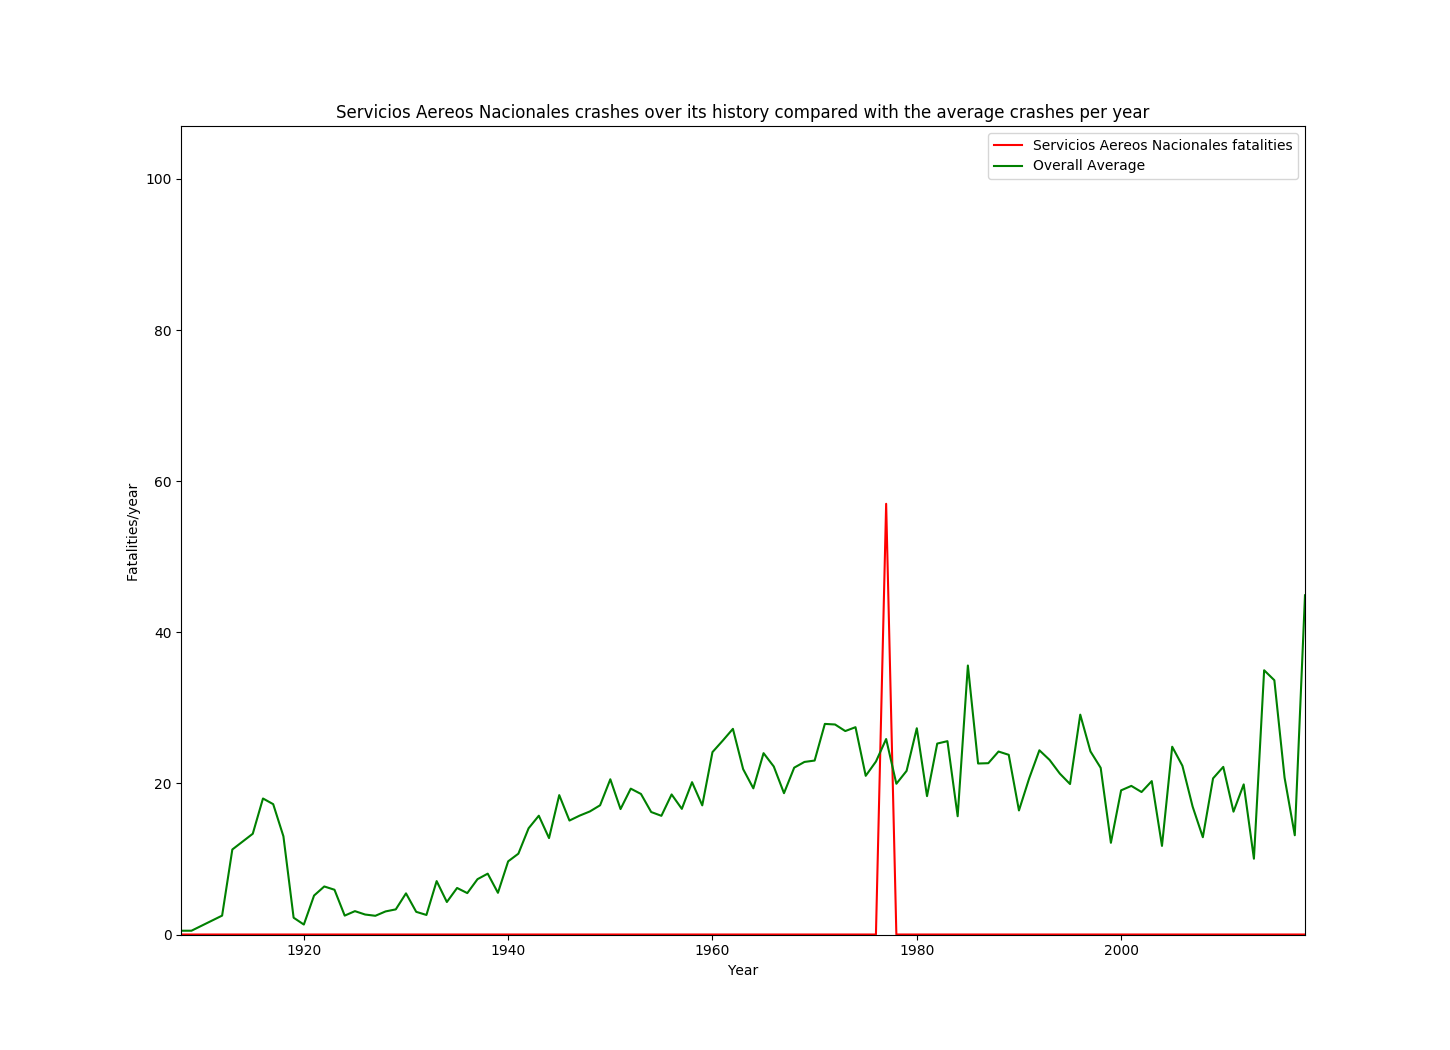 Servicios Aereos Nacionales crashes over its history compared with the average crashes per year
Servicios Aereos Nacionales fatalities
Overall Average
100
80
60
40
20
0
Fatalities/year
1920 1940 1960 1980 2000
Year